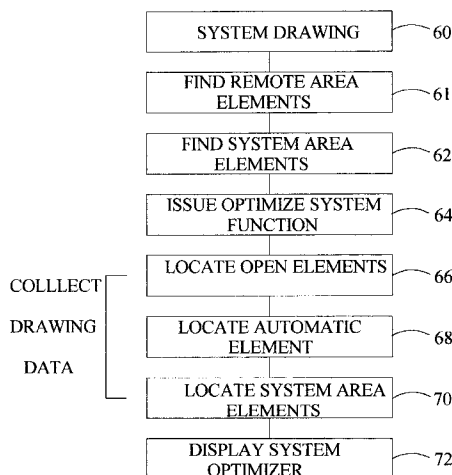 SYSTEM DRAWING
60
FIND REMOTE AREA
ELEMENTS
61
FIND SYSTEM AREA
ELEMENTS
62
ISSUE OPTIMIZE SYSTEM
FUNCTION
64
LOCATE OPEN ELEMENTS
66
COLLLECT
DRAWING
DATA
LOCATE AUTOMATIC
ELEMENT
68
LOCATE SYSTEM AREA
ELEMENTS
70
DISPLAY SYSTEM
OPTIMIZER
72